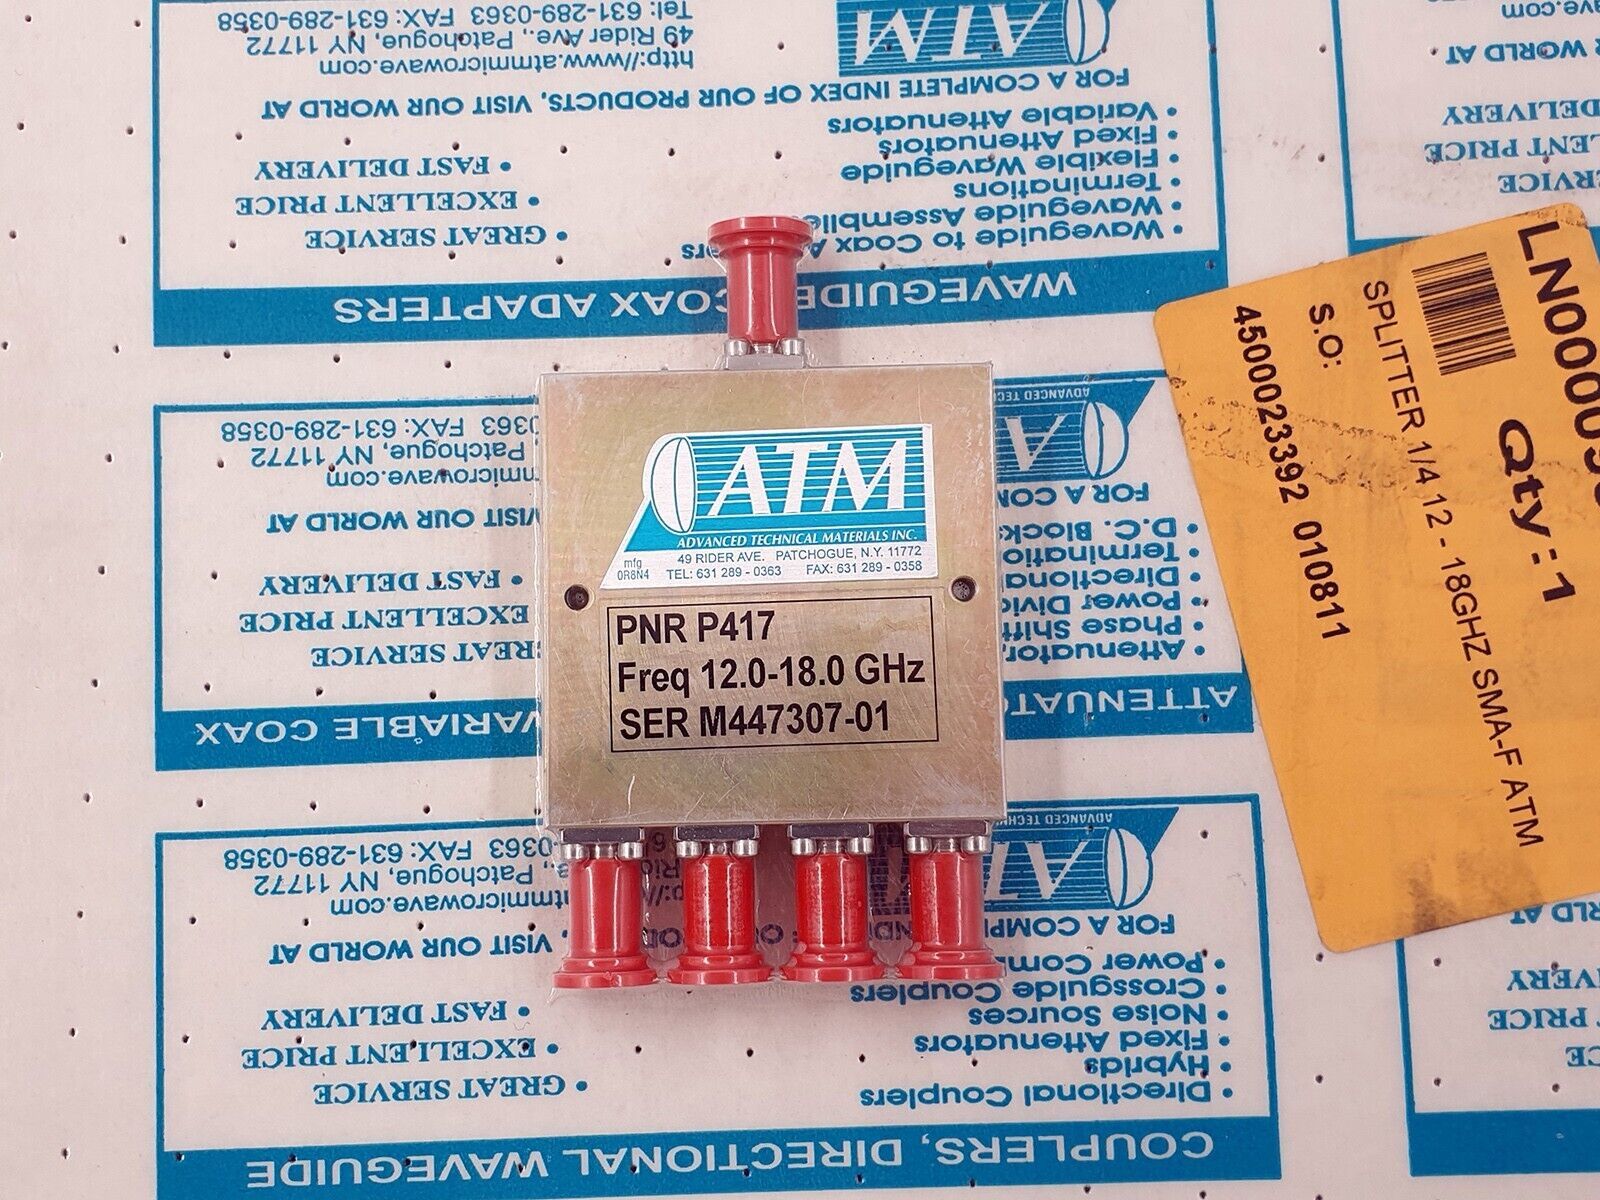 ATM
ADVANCED TECHNICAL MATERIALS INC.
49 RIDER AVE. PATCHOGUE, N.Y. 11772
TEL: 631 289 - 0363 FAX: 631 289 - 0358
mfg
0R8N4
PNR P417
Freq 12.0-18.0 GHz
SER M447307-01
Qty - 1
SPLITTER 1/4 12 - 18GHZ SMA-F ATM
S.O:
4500023392 010811
COUPLERS, DIRECTIONAL WAVEGUIDE
• Directional Couplers
• Hybrids
• Fixed Attenuators
• Noise Sources
• Crossguide Couplers
• GREAT SERVICE
• EXCELLENT PRICE
• FAST DELIVERY
VISIT OUR WORLD AT
Patchogue, NY 11772
FAX: 631-289-0358
ATM
VARIABLE COAX
• Phase
• Power
• Directional
• D.C. Blocks
EXCELLENT PRICE
• FAST DELIVERY
OUR WORLD AT
Patchogue, NY 11772
FAX: 631-289-0358
WAVEGUIDE COAX ADAPTERS
• Waveguide to Coax
• Waveguide
• Terminations
• Flexible Waveguide
• Fixed Attenuators
• Variable Attenuators
• GREAT SERVICE
• EXCELLENT PRICE
• FAST DELIVERY
FOR A COMPLETE INDEX OF OUR PRODUCTS, VISIT OUR WORLD AT
ATM
http://www.atmmicrowave.com
49 Rider Ave., Patchogue, NY 11772
Tel: 631-289-0363 FAX: 631-289-0358